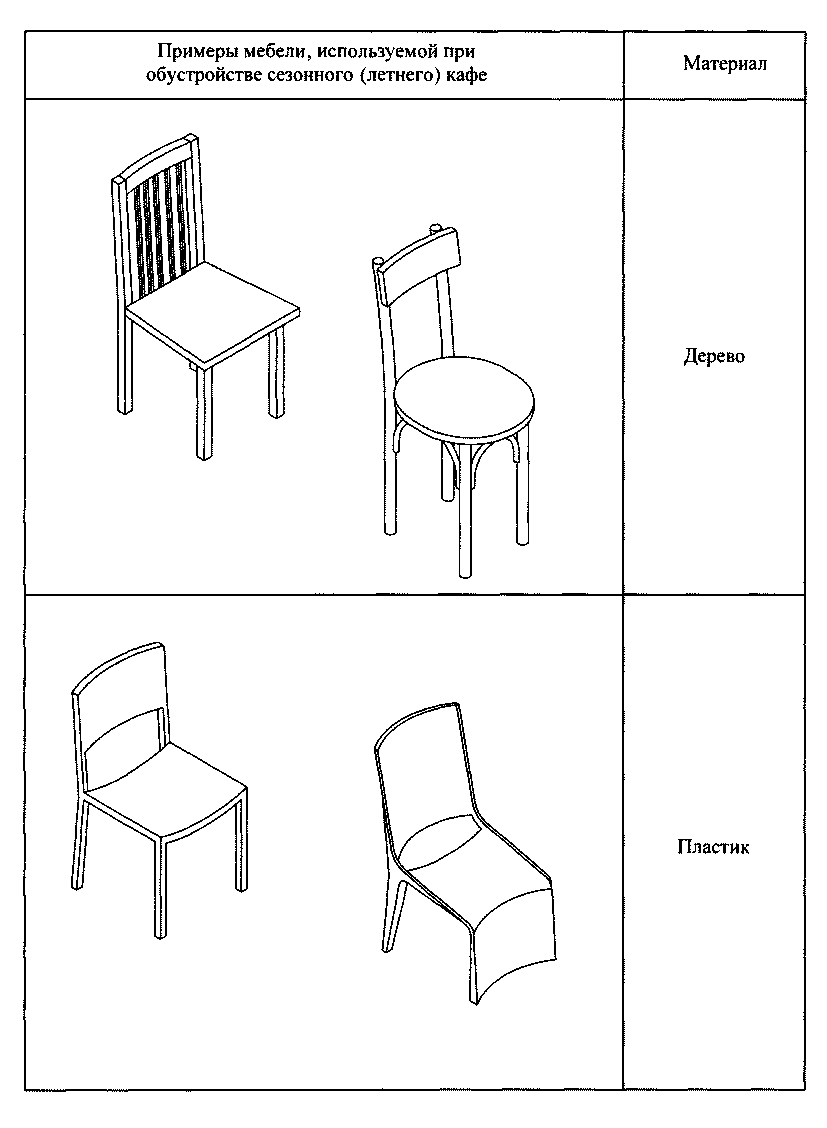 Примеры мебели, используемой при
обустройстве сезонного (летнего) кафе
Материал
Дерево
Пластик